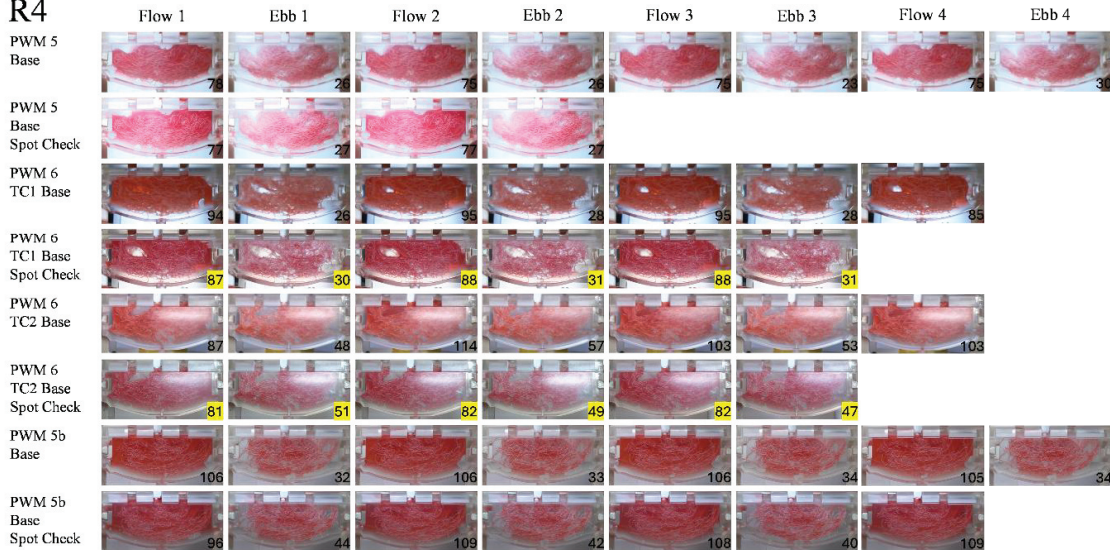 R4
Flow 1 Ebb 1 Flow 2 Ebb 2 Flow 3 Ebb 3 Flow 4 Ebb 4
PWM 5
Base
78 26 75 26 75 23 75 30
PWM 5
Base
Spot Check
77 27 77 27
PWM 6
TC1 Base
94 26 95 28 95 28 85
PWM 6
TC1 Base
Spot Check
87 30 88 31 88 31
PWM 6
TC2 Base
87 48 114 57 103 53 103
PWM 6
TC2 Base
Spot Check
81 51 82 49 82 47
PWM 5b
Base
106 32 106 33 106 34 105 34
PWM 5b
Base
Spot Check
96 44 109 42 108 40 109